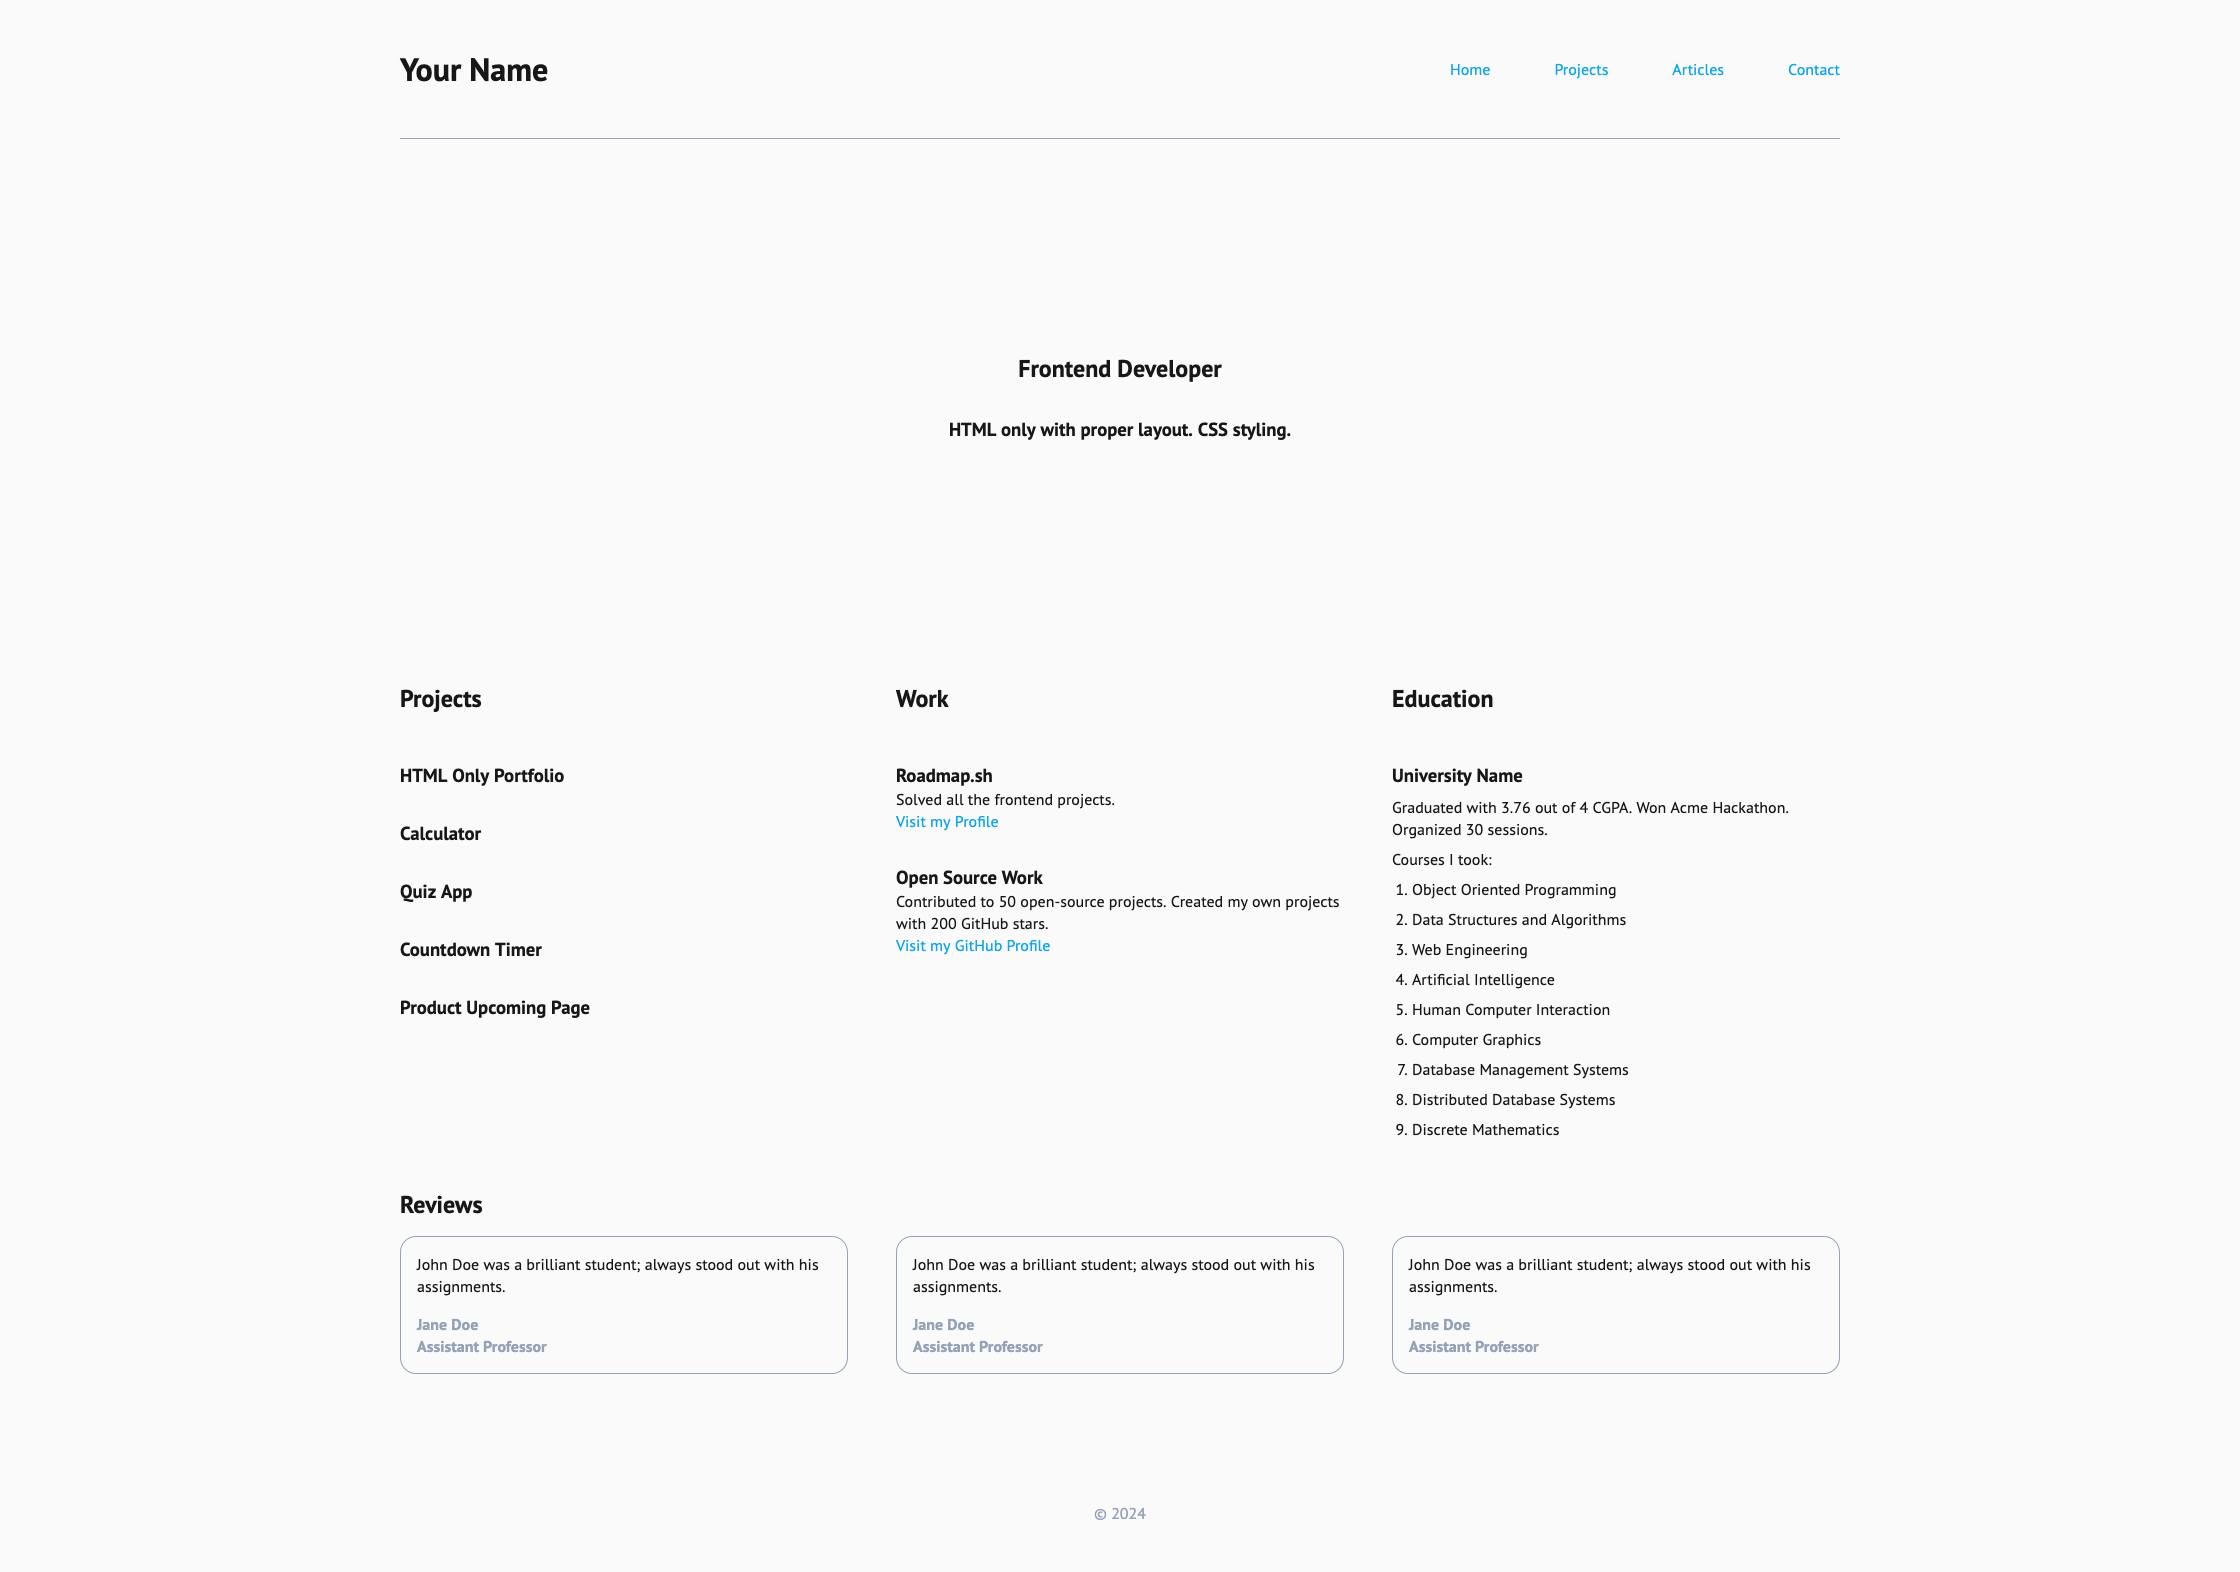 Your Name
Home
Projects
Articles
Contact
Frontend Developer
HTML only with proper layout. CSS styling.
Projects
HTML Only Portfolio
Calculator
Quiz App
Countdown Timer
Product Upcoming Page
Work
Roadmap.sh
Solved all the frontend projects.
Visit my Profile
Open Source Work
Contributed to 50 open-source projects. Created my own projects
with 200 GitHub stars.
Visit my GitHub Profile
Education
University Name
Graduated with 3.76 out of 4 CGPA. Won Acme Hackathon.
Organized 30 sessions.
Courses I took:
1. Object Oriented Programming
2. Data Structures and Algorithms
3. Web Engineering
4. Artificial Intelligence
5. Human Computer Interaction
6. Computer Graphics
7. Database Management Systems
8. Distributed Database Systems
9. Discrete Mathematics
Reviews
John Doe was a brilliant student; always stood out with his
assignments.
Jane Doe
Assistant Professor
John Doe was a brilliant student; always stood out with his
assignments.
Jane Doe
Assistant Professor
John Doe was a brilliant student; always stood out with his
assignments.
Jane Doe
Assistant Professor
© 2024